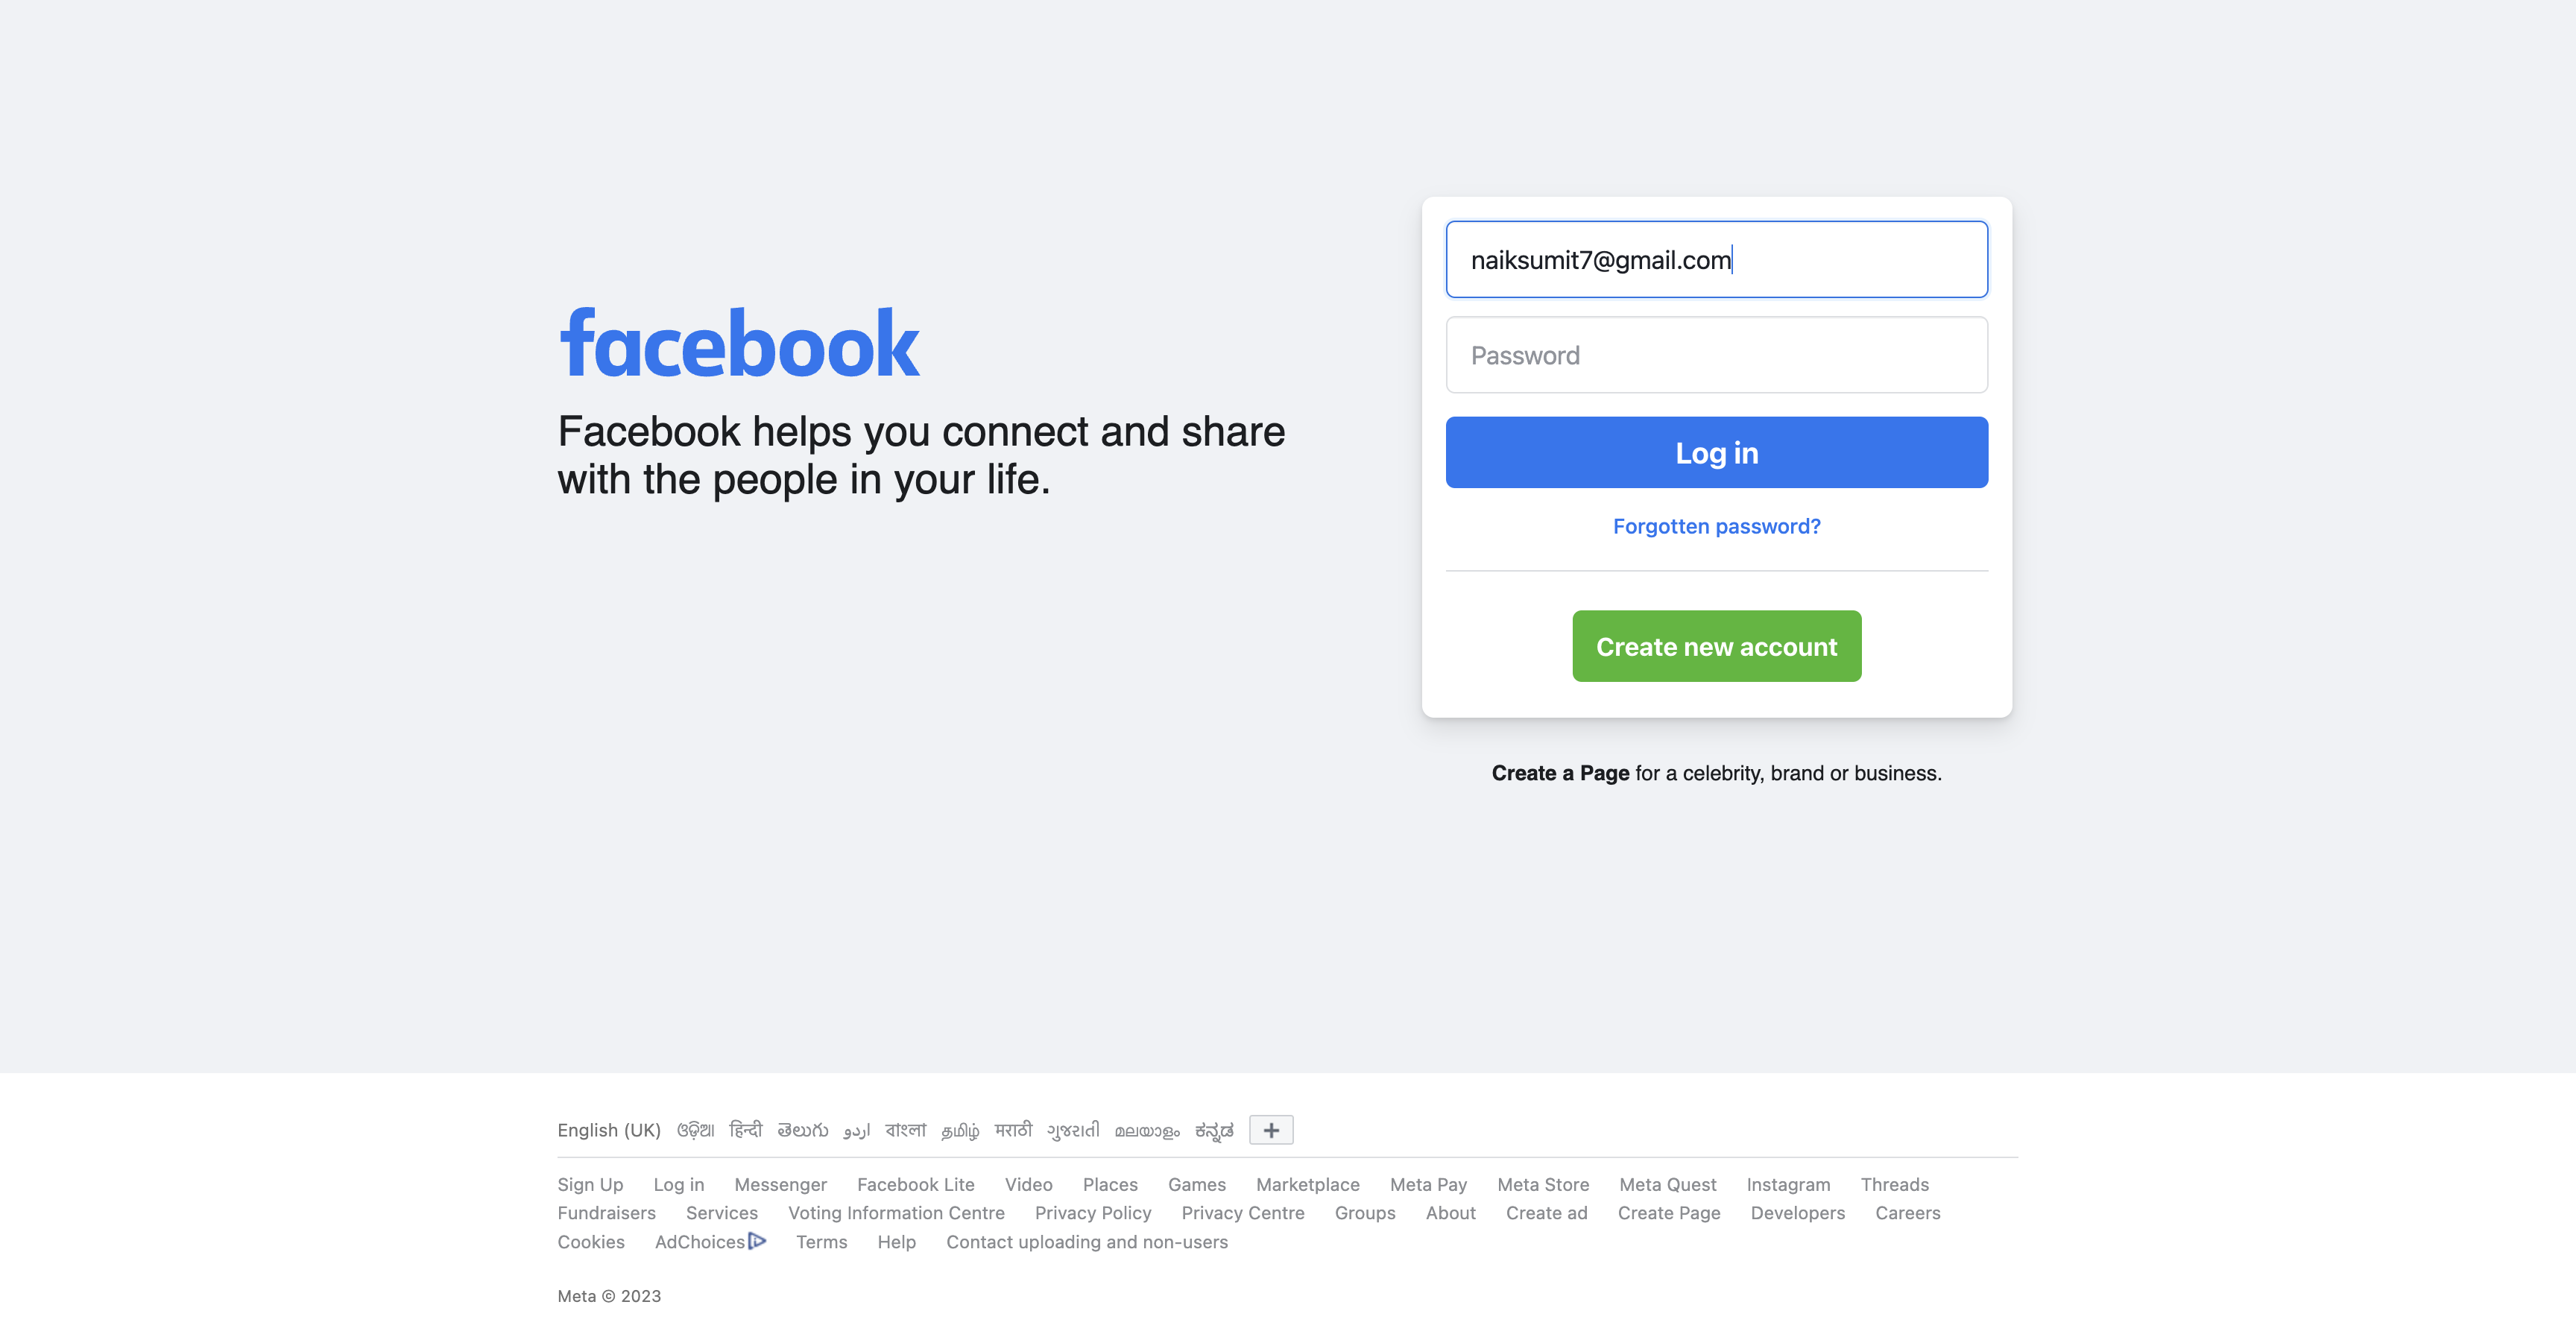 facebook
Facebook helps you connect and share
with the people in your life.
naiksumit7@gmail.com
Password
Log in
Forgotten password?
Create new account
Create a Page for a celebrity, brand or business.
English (UK) ଓଡ଼ିଆ हिन्दी తెలుగు اردو বাংলা தமிழ் मराठी ગુજરાતી മലയാളം ಕನ್ನಡ +
Sign Up Log in Messenger Facebook Lite Video Places Games Marketplace Meta Pay Meta Store Meta Quest Instagram Threads
Fundraisers Services Voting Information Centre Privacy Policy Privacy Centre Groups About Create ad Create Page Developers Careers
Cookies AdChoices Terms Help Contact uploading and non-users
Meta © 2023